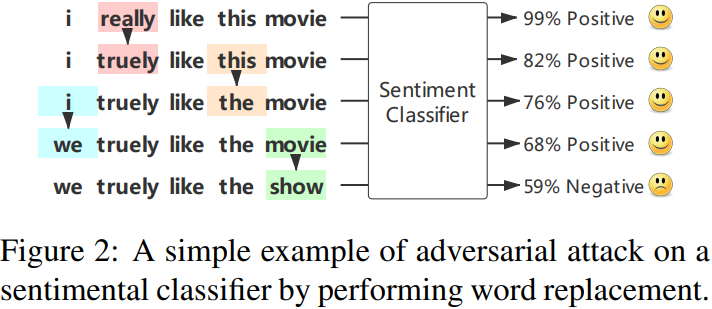 i really like this movie 99% Positive
i truely like this movie 82% Positive
i truely like the movie 76% Positive
Sentiment Classifier
we truely like the movie 68% Positive
we truely like the show 59% Negative
Figure 2: A simple example of adversarial attack on a
sentimental classifier by performing word replacement.